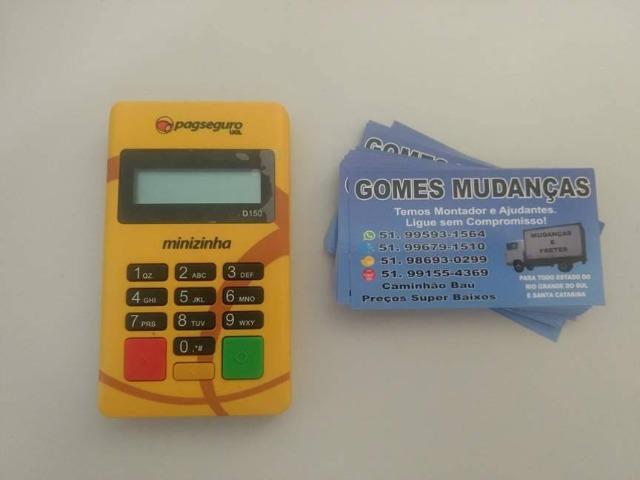 pagseguro
UOL
D150
minizinha
1 QZ 2 ABC 3 DEF
4 GHI 5 JKL 6 MNO
7 PRS 8 TUV 9 WXY
0 ,*#
GOMES MUDANÇAS
Temos Montador e Ajudantes.
Ligue sem Compromisso!
51. 99593-1564
51. 99679-1510
51. 98693-0299
51. 99155-4369
Caminhão Bau
Preços Super Baixos
MUDANÇAS
E
FRETES
PARA TODO ESTADO DO
RIO GRANDE DO SUL
E SANTA CATARINA
GOMES